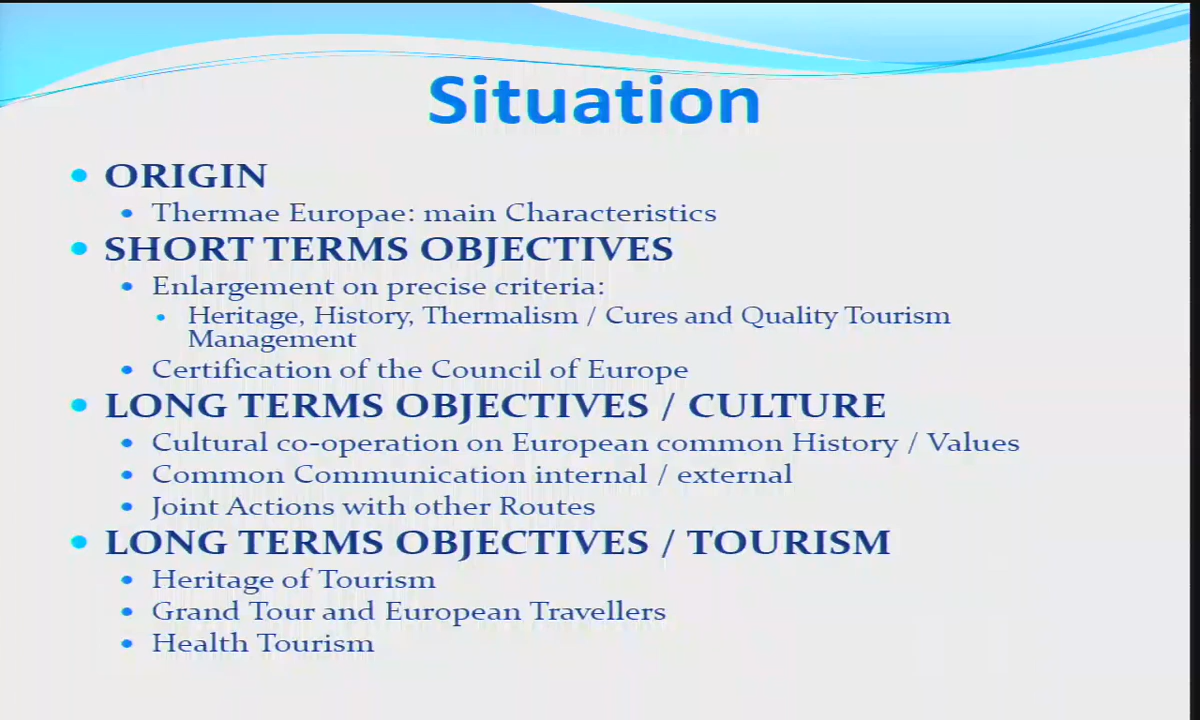 Situation
ORIGIN
Thermae Europae: main Characteristics
SHORT TERMS OBJECTIVES
Enlargement on precise criteria:
Heritage, History, Thermalism / Cures and Quality Tourism
Management
Certification of the Council of Europe
LONG TERMS OBJECTIVES / CULTURE
Cultural co-operation on European common History / Values
Common Communication internal / external
Joint Actions with other Routes
LONG TERMS OBJECTIVES / TOURISM
Heritage of Tourism
Grand Tour and European Travellers
Health Tourism